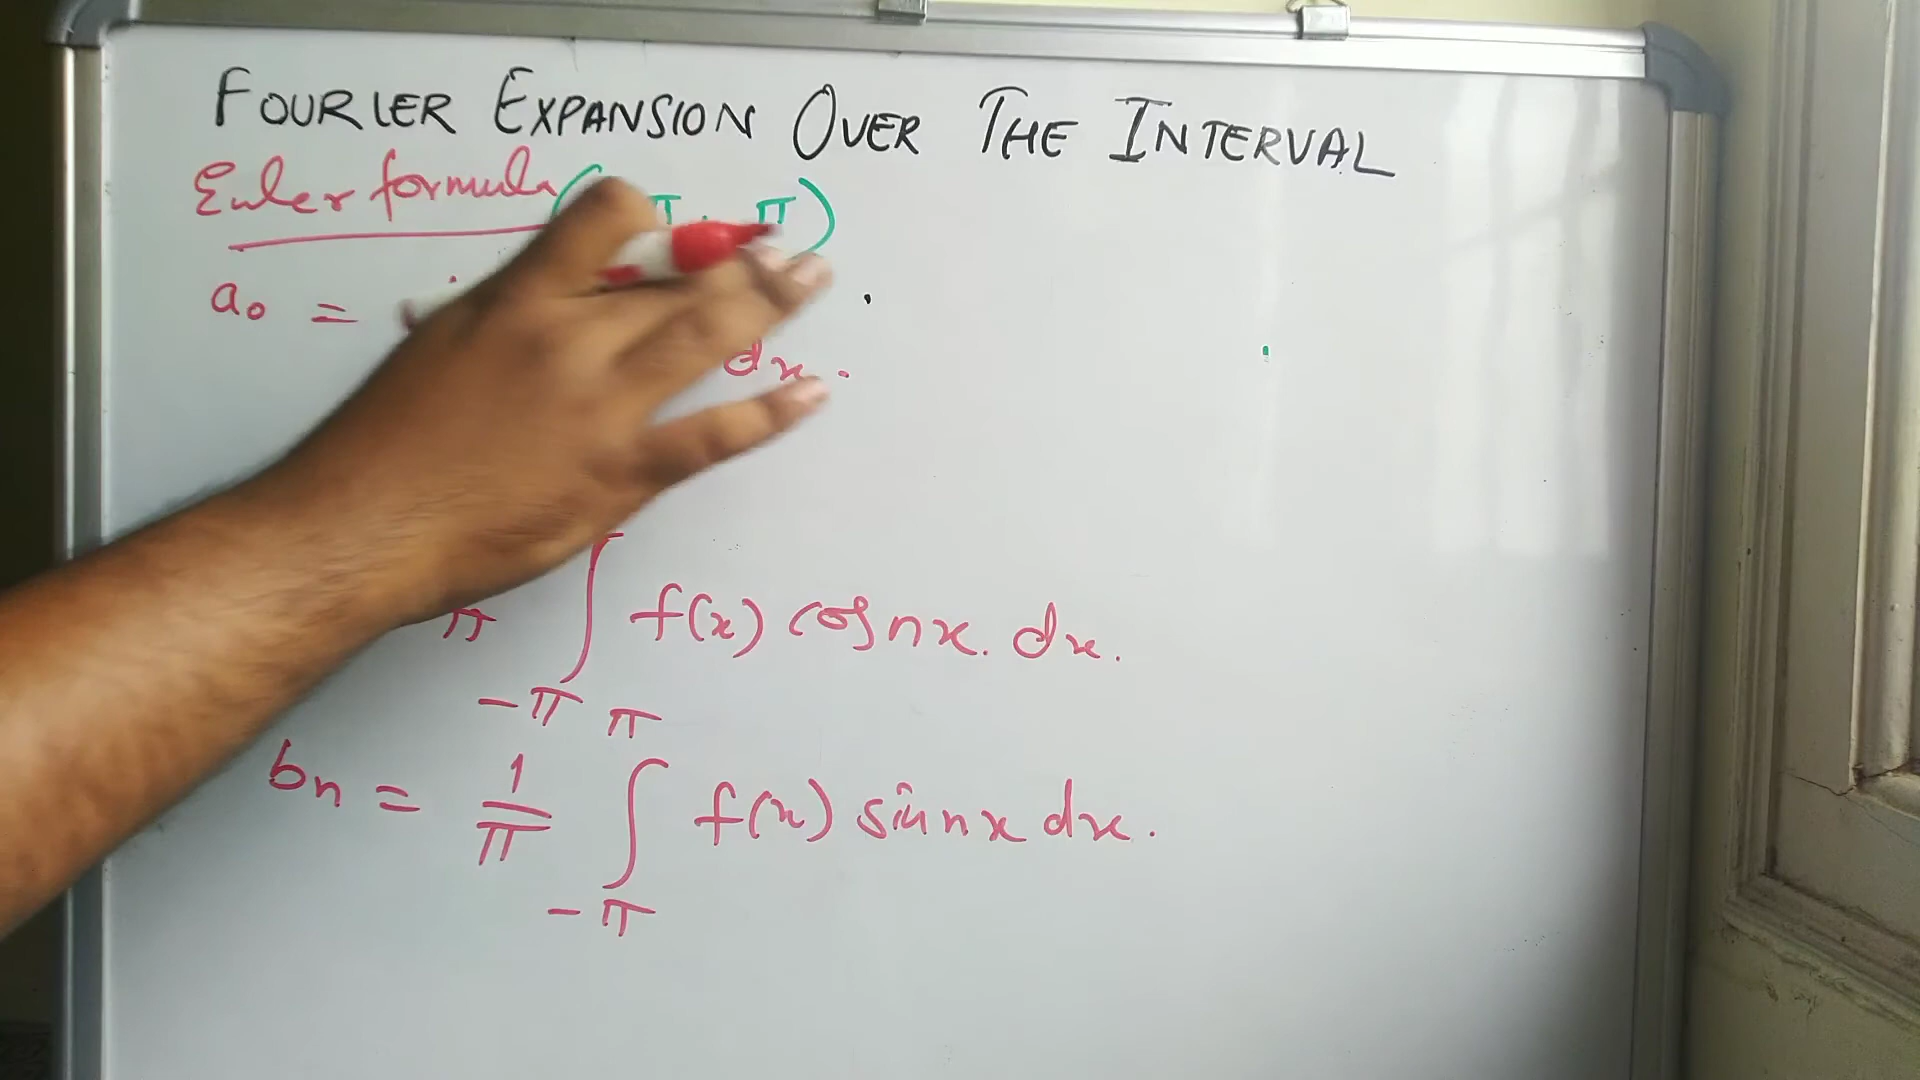 FOURIER EXPANSION OVER THE INTERVAL
Euler formula ( π, π)
a₀ =
dx.
π ∫ f(x) cos nx. dx.
-π
π
bₙ = 1/π ∫ f(x) sin nx dx.
-π